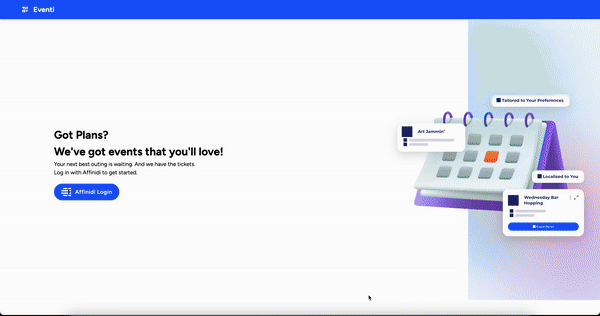 Eventi
Got Plans?
We've got events that you'll love!
Your next best outing is waiting. And we have the tickets.
Log in with Affinidi to get started.
Affinidi Login
Tailored to Your Preferences
Art Jammin'
Localised to You
Wednesday Bar
Hopping